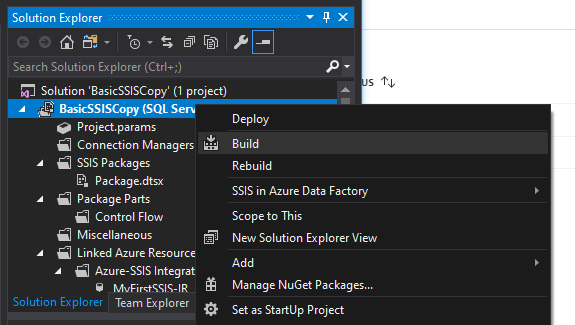 Solution Explorer
Search Solution Explorer (Ctrl+;)
Solution 'BasicSSISCopy' (1 project)
BasicSSISCopy (SQL Serv
Project.params
Connection Managers
SSIS Packages
Package.dtsx
Package Parts
Control Flow
Miscellaneous
Linked Azure Resource
Azure-SSIS Integrat
MyFirstSSIS-IR
Solution Explorer
Team Explorer
us
Deploy
Build
Rebuild
SSIS in Azure Data Factory
Scope to This
New Solution Explorer View
Add
Manage NuGet Packages...
Set as StartUp Project